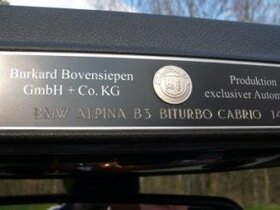 Burkard Bovensiepen
GmbH + Co. KG
Produktion
exclusiver Autom
BMW ALPINA B3 BITURBO CABRIO 14